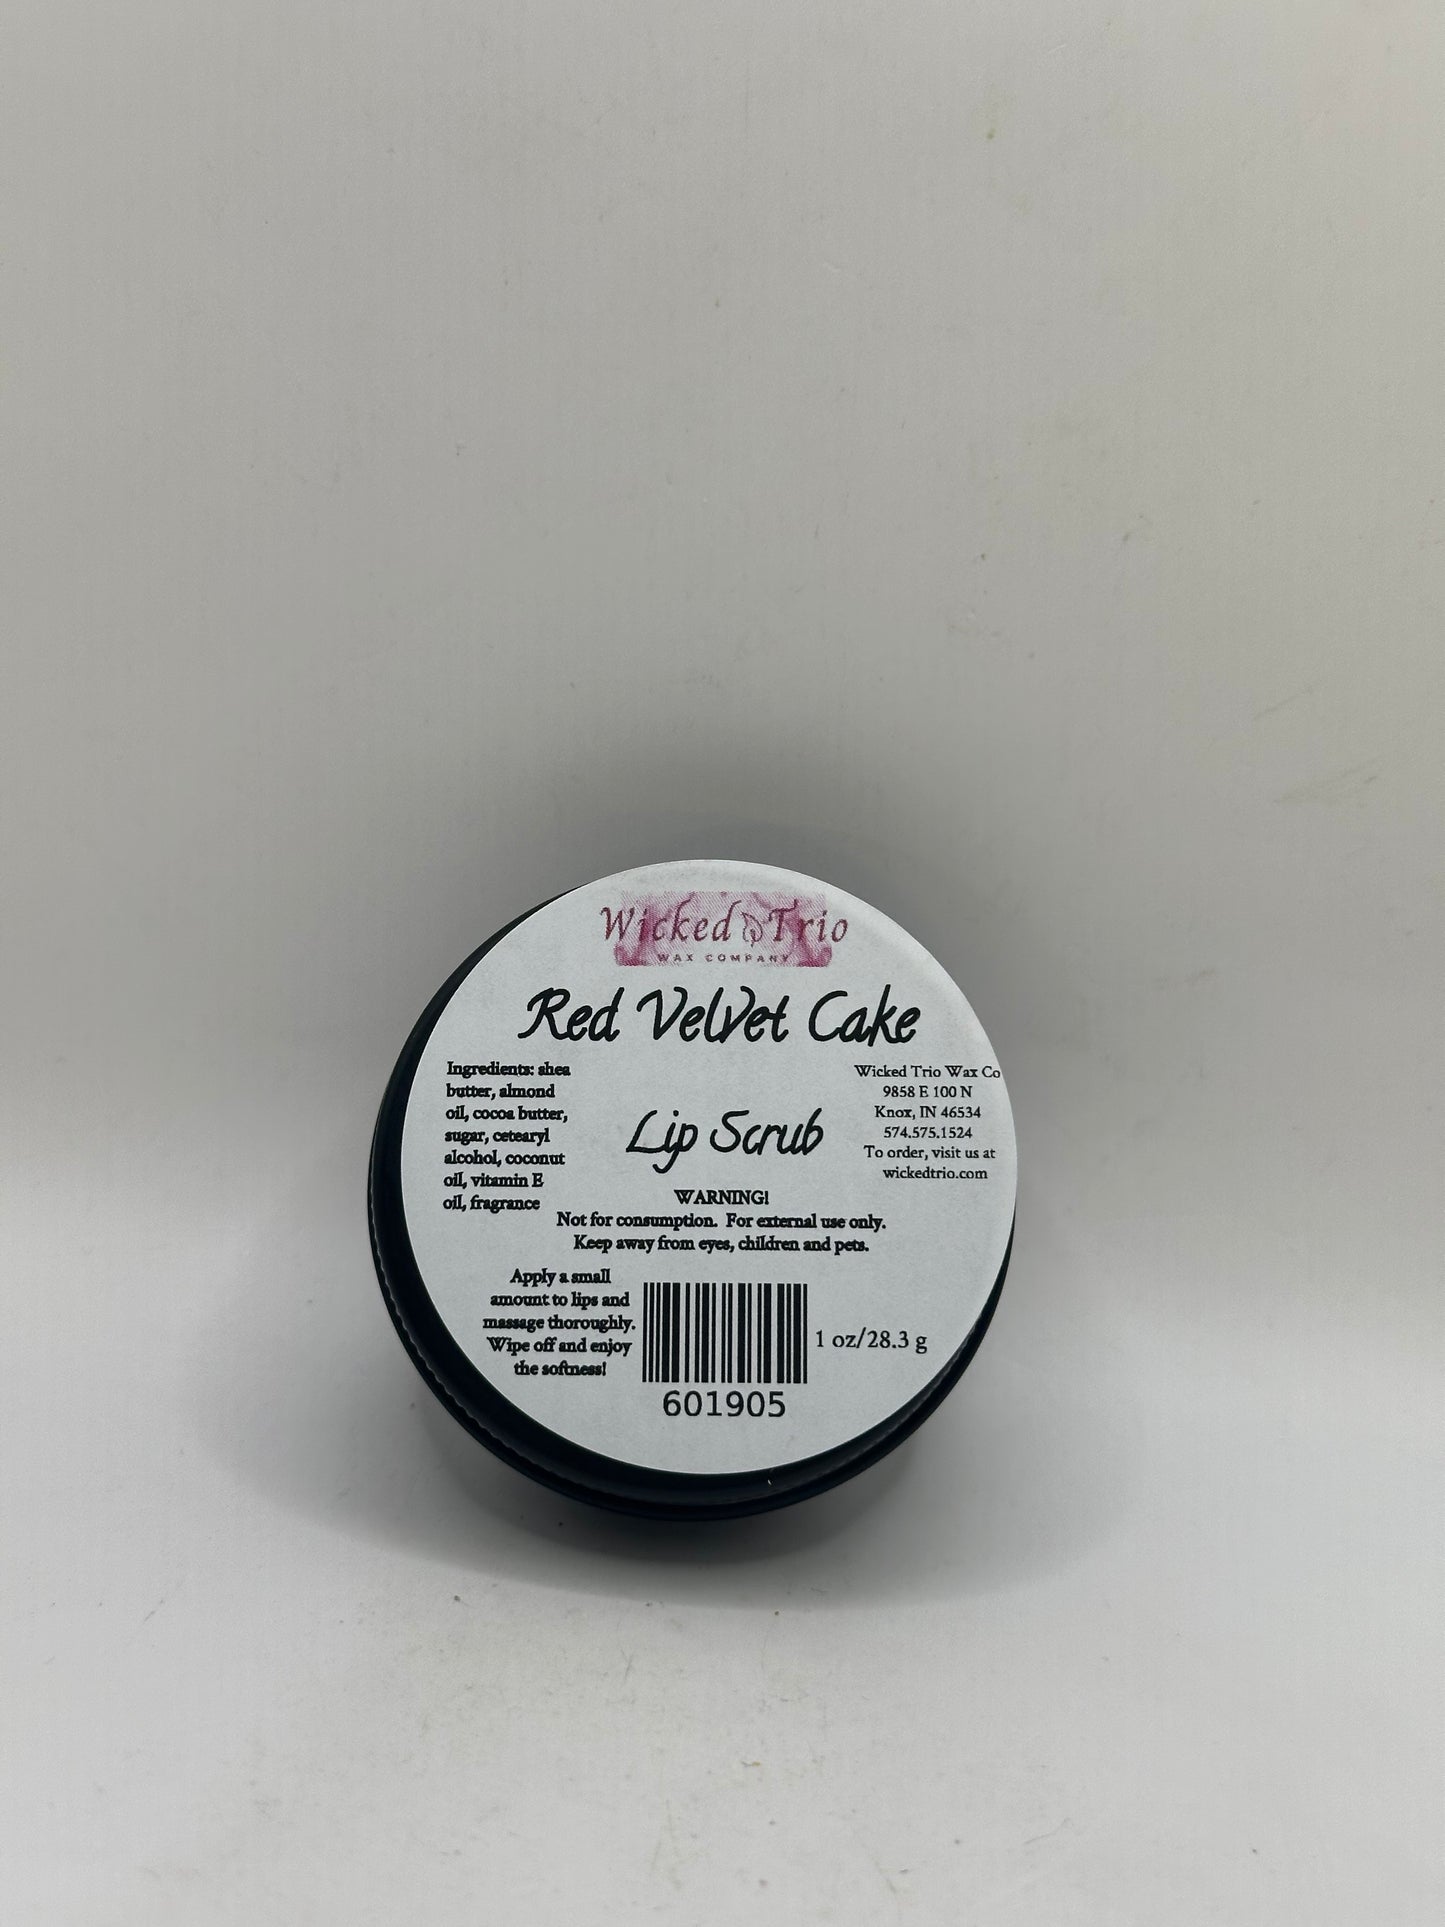 Wicked Trio
WAX COMPANY
Red Velvet Cake
Ingredients: shea
butter, almond
oil, cocoa butter,
sugar, cetearyl
alcohol, coconut
oil, vitamin E
oil, fragrance
Lip Scrub
Wicked Trio Wax Co
9858 E 100 N
Knox, IN 46534
574.575.1524
To order, visit us at
wickedtrio.com
WARNING!
Not for consumption. For external use only.
Keep away from eyes, children and pets.
Apply a small
amount to lips and
massage thoroughly.
Wipe off and enjoy
the softness!
601905
1 oz/28.3 g